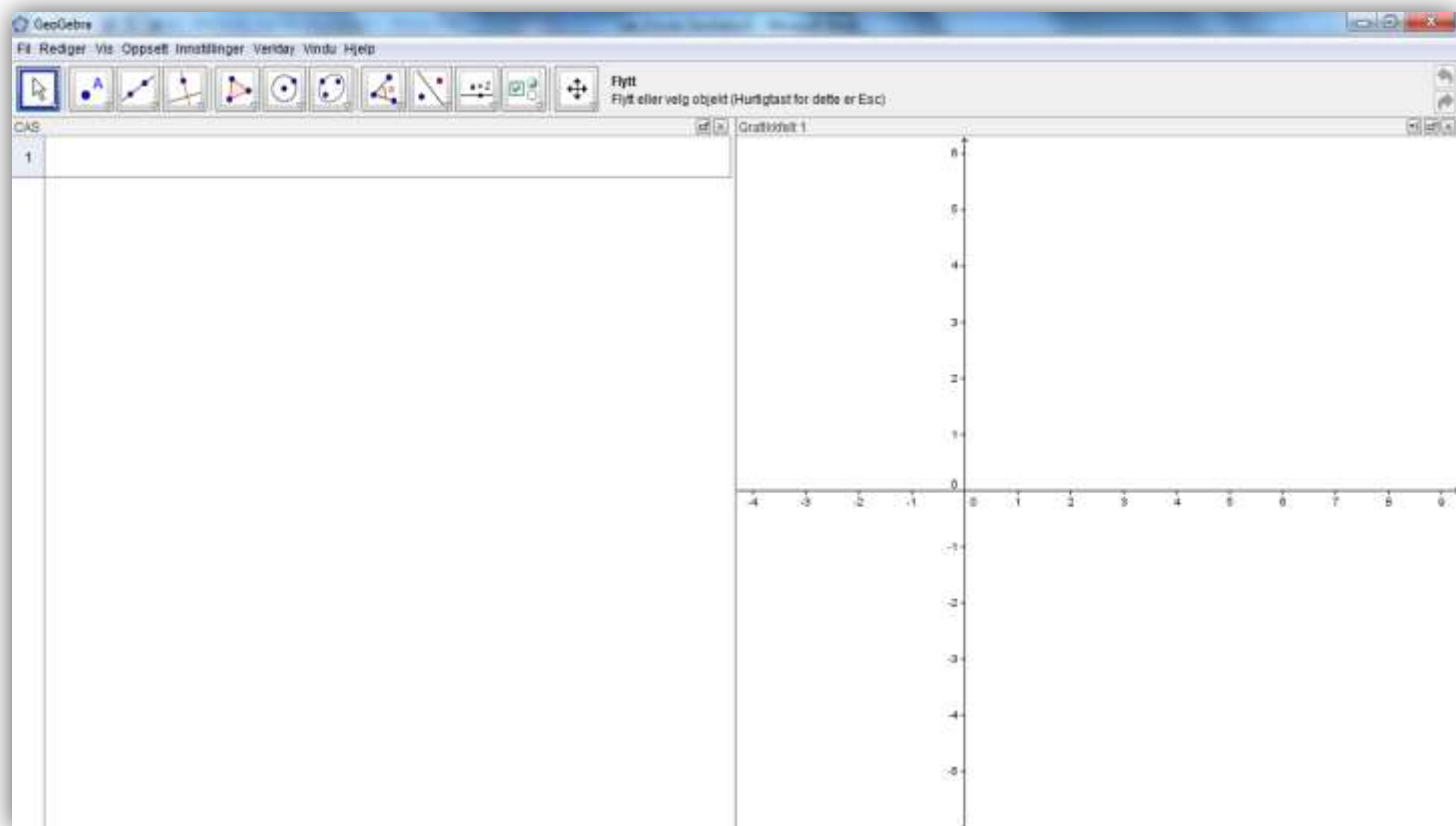 GeoGebra
Fil Rediger Vis Oppsett Innstillinger Verktøy Vindu Hjelp
A
a=2
Flytt
Flytt eller velg objekt (Hurtigtast for dette er Esc)
CAS
Grafikkfelt 1
1
6
5
4
3
2
1
0
-4 -3 -2 -1 0 1 2 3 4 5 6 7 8 9
-1
-2
-3
-4
-5